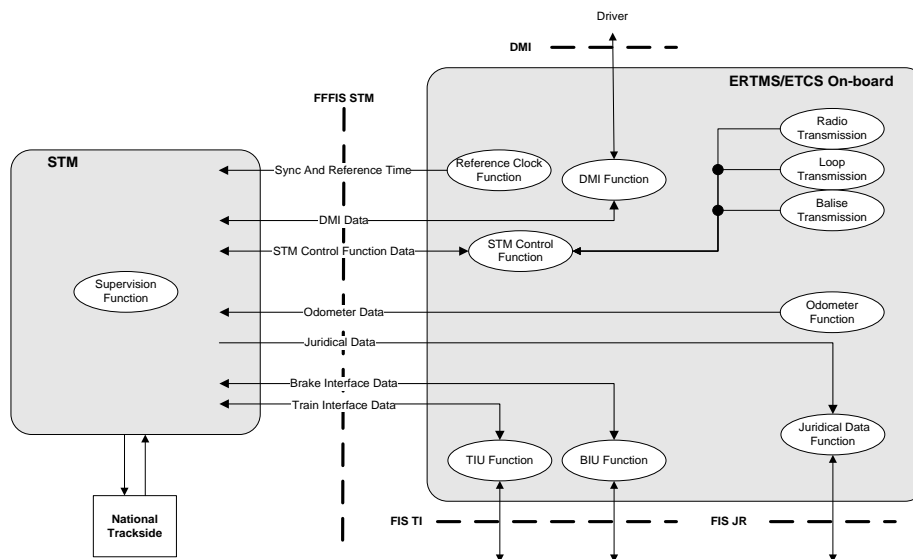 Driver
DMI
ERTMS/ETCS On-board
FFFIS STM
Radio
Transmission
STM
Sync And Reference Time
Reference Clock
Function
DMI Function
Loop
Transmission
Balise
Transmission
DMI Data
STM Control Function Data
STM Control
Function
Supervision
Function
Odometer Data
Odometer
Function
Juridical Data
Brake Interface Data
Train Interface Data
Juridical Data
Function
TIU Function
BIU Function
National
Trackside
FIS TI
FIS JR